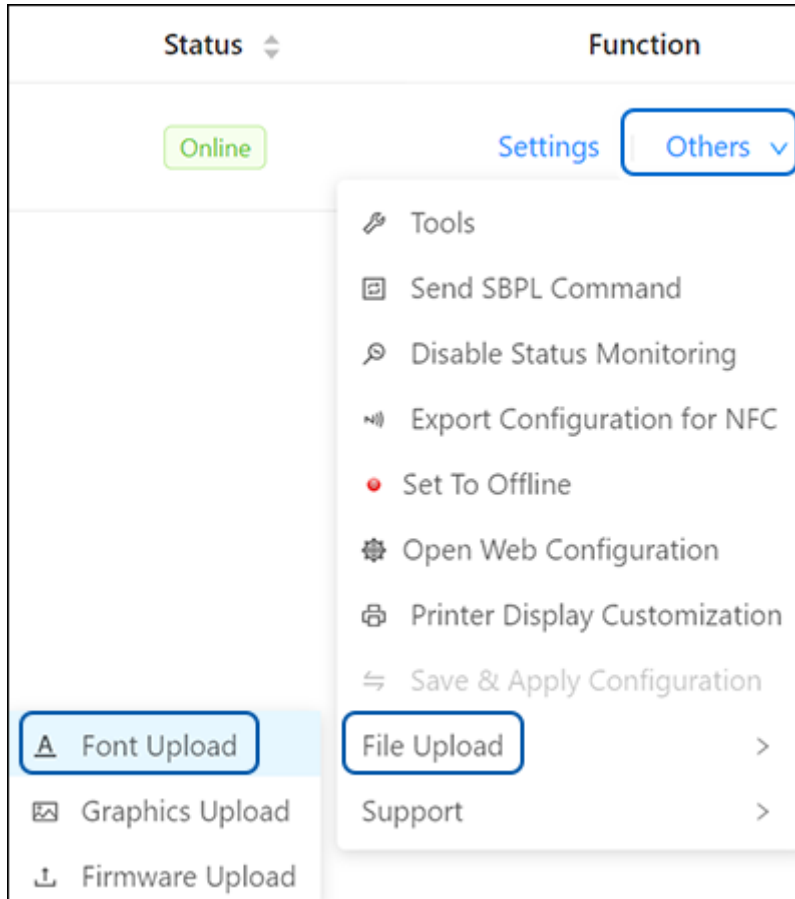 Status Function
Online Settings Others
Tools
Send SBPL Command
Disable Status Monitoring
Export Configuration for NFC
Set To Offline
Open Web Configuration
Printer Display Customization
Save & Apply Configuration
Font Upload File Upload
Graphics Upload Support
Firmware Upload